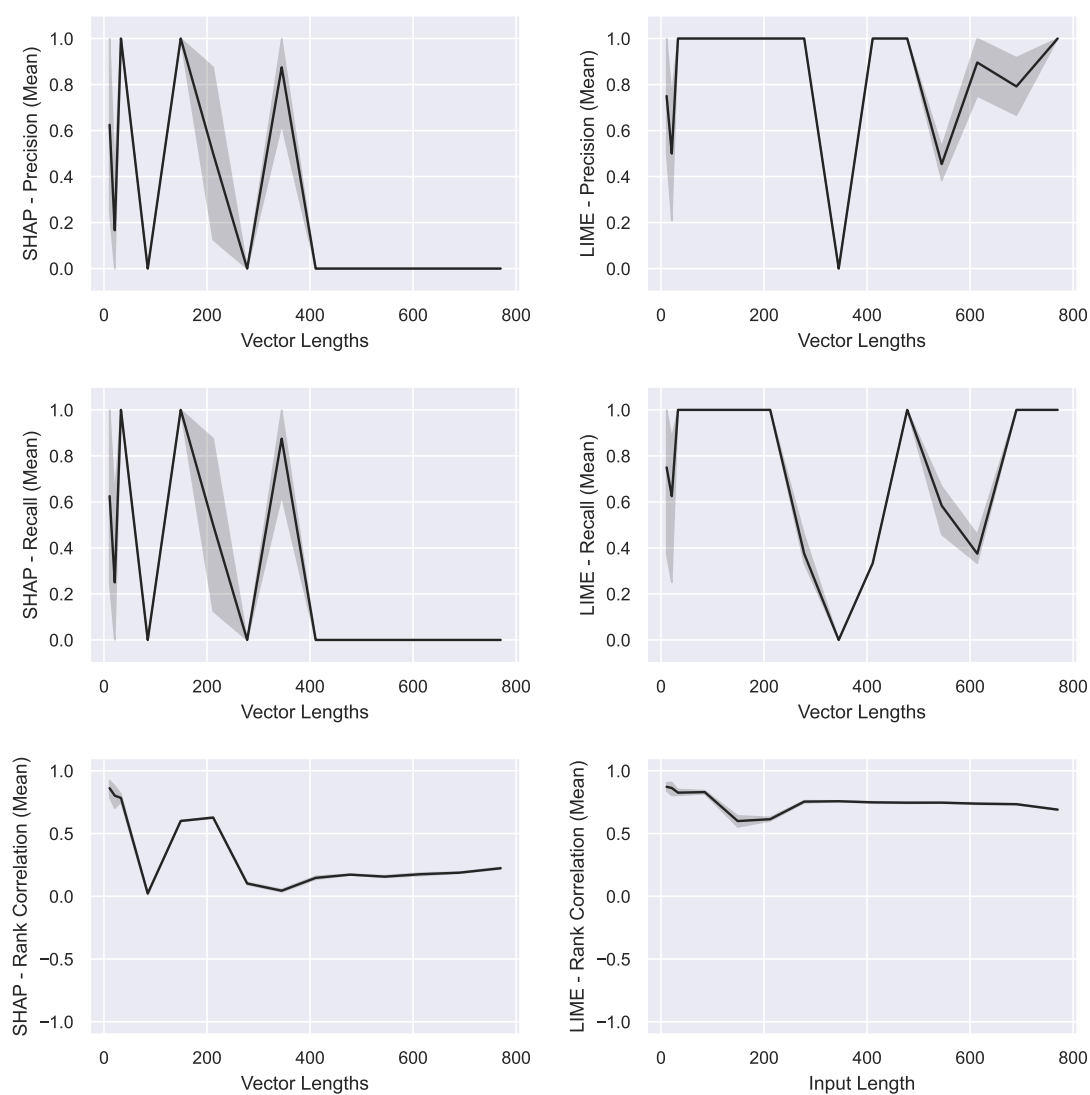 SHAP - Precision (Mean)
1.0
0.8
0.6
0.4
0.2
0.0
0 200 400 600 800
Vector Lengths
LIME - Precision (Mean)
1.0
0.8
0.6
0.4
0.2
0.0
0 200 400 600 800
Vector Lengths
SHAP - Recall (Mean)
1.0
0.8
0.6
0.4
0.2
0.0
0 200 400 600 800
Vector Lengths
LIME - Recall (Mean)
1.0
0.8
0.6
0.4
0.2
0.0
0 200 400 600 800
Vector Lengths
SHAP - Rank Correlation (Mean)
1.0
0.5
0.0
−0.5
−1.0
0 200 400 600 800
Vector Lengths
LIME - Rank Correlation (Mean)
1.0
0.5
0.0
−0.5
−1.0
0 200 400 600 800
Input Length